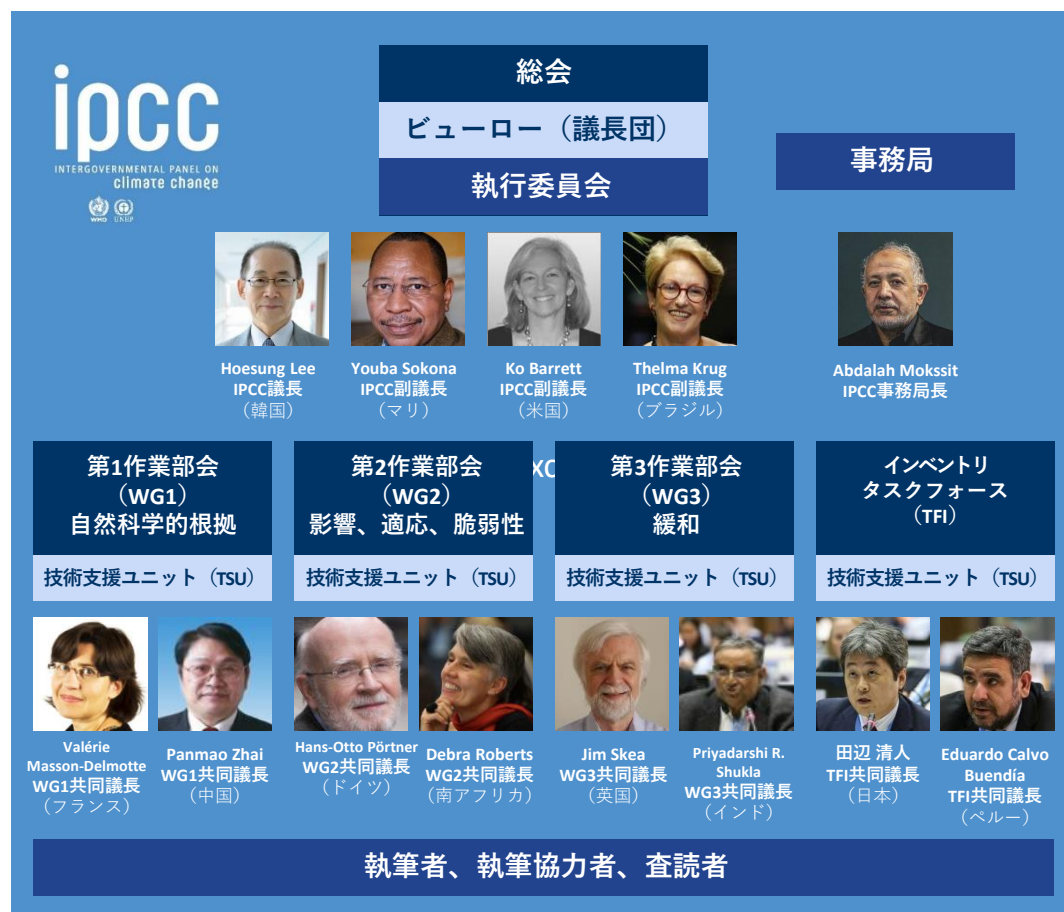 ipcc
INTERGOVERNMENTAL PANEL ON
climate change
WMO UNEP
総会
ビューロー（議長団）
執行委員会
事務局
Hoesung Lee
IPCC議長
（韓国）
Youba Sokona
IPCC副議長
（マリ）
Ko Barrett
IPCC副議長
（米国）
Thelma Krug
IPCC副議長
（ブラジル）
Abdalah Mokssit
IPCC事務局長
第1作業部会
（WG1）
自然科学的根拠
技術支援ユニット（TSU）
第2作業部会
（WG2）
影響、適応、脆弱性
技術支援ユニット（TSU）
第3作業部会
（WG3）
緩和
技術支援ユニット（TSU）
インベントリ
タスクフォース
（TFI）
技術支援ユニット（TSU）
Valérie
Masson-Delmotte
WG1共同議長
（フランス）
Panmao Zhai
WG1共同議長
（中国）
Hans-Otto Pörtner
WG2共同議長
（ドイツ）
Debra Roberts
WG2共同議長
（南アフリカ）
Jim Skea
WG3共同議長
（英国）
Priyadarshi R.
Shukla
WG3共同議長
（インド）
田辺 清人
TFI共同議長
（日本）
Eduardo Calvo
Buendía
TFI共同議長
（ペルー）
執筆者、執筆協力者、査読者